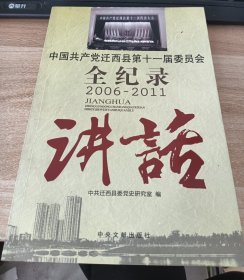 中国共产党迁西县第十一届委员会
全纪录
2006-2011
JIANGHUA
讲話
中共迁西县委党史研究室 编
中央文献出版社